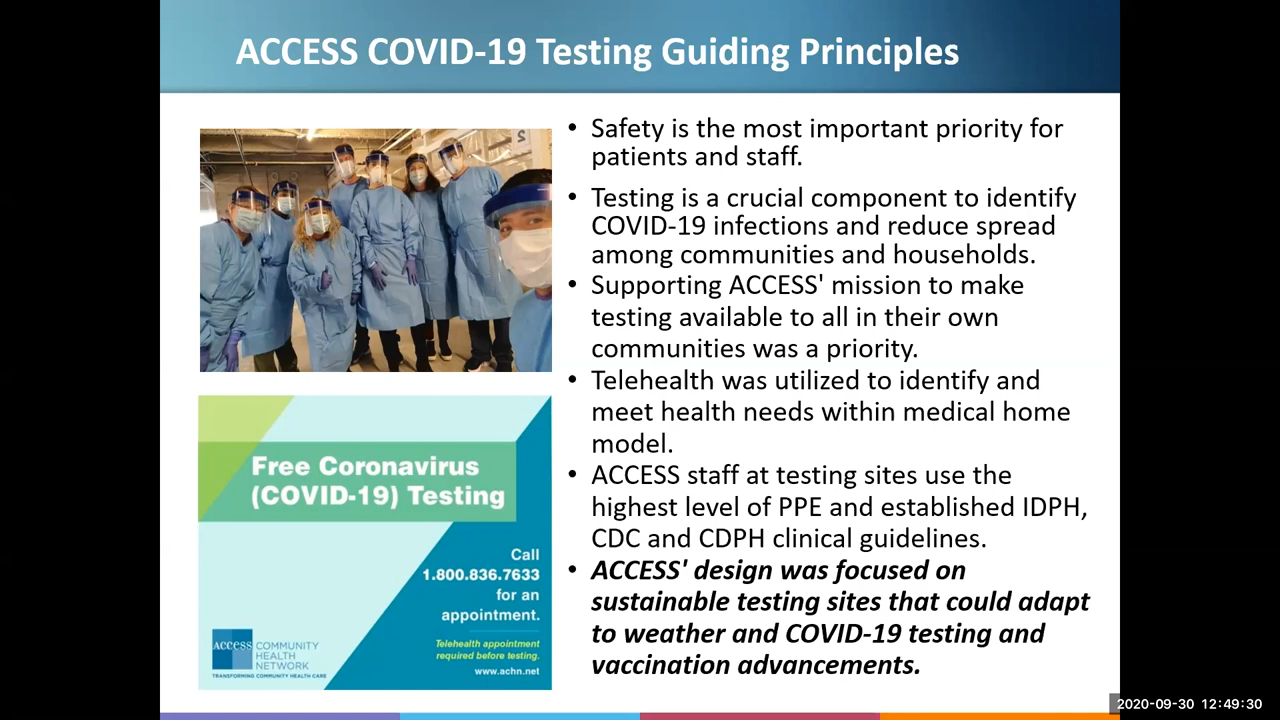 ACCESS COVID-19 Testing Guiding Principles
• Safety is the most important priority for
patients and staff.
• Testing is a crucial component to identify
COVID-19 infections and reduce spread
among communities and households.
• Supporting ACCESS' mission to make
testing available to all in their own
communities was a priority.
• Telehealth was utilized to identify and
meet health needs within medical home
model.
• ACCESS staff at testing sites use the
highest level of PPE and established IDPH,
CDC and CDPH clinical guidelines.
• ACCESS' design was focused on
sustainable testing sites that could adapt
to weather and COVID-19 testing and
vaccination advancements.
Free Coronavirus
(COVID-19) Testing
Call
1.800.836.7633
for an
appointment.
Telehealth appointment
required before testing.
www.achn.net
ACCESS COMMUNITY
HEALTH
NETWORK
TRANSFORMING COMMUNITY HEALTH CARE
2020-09-30 12:49:30